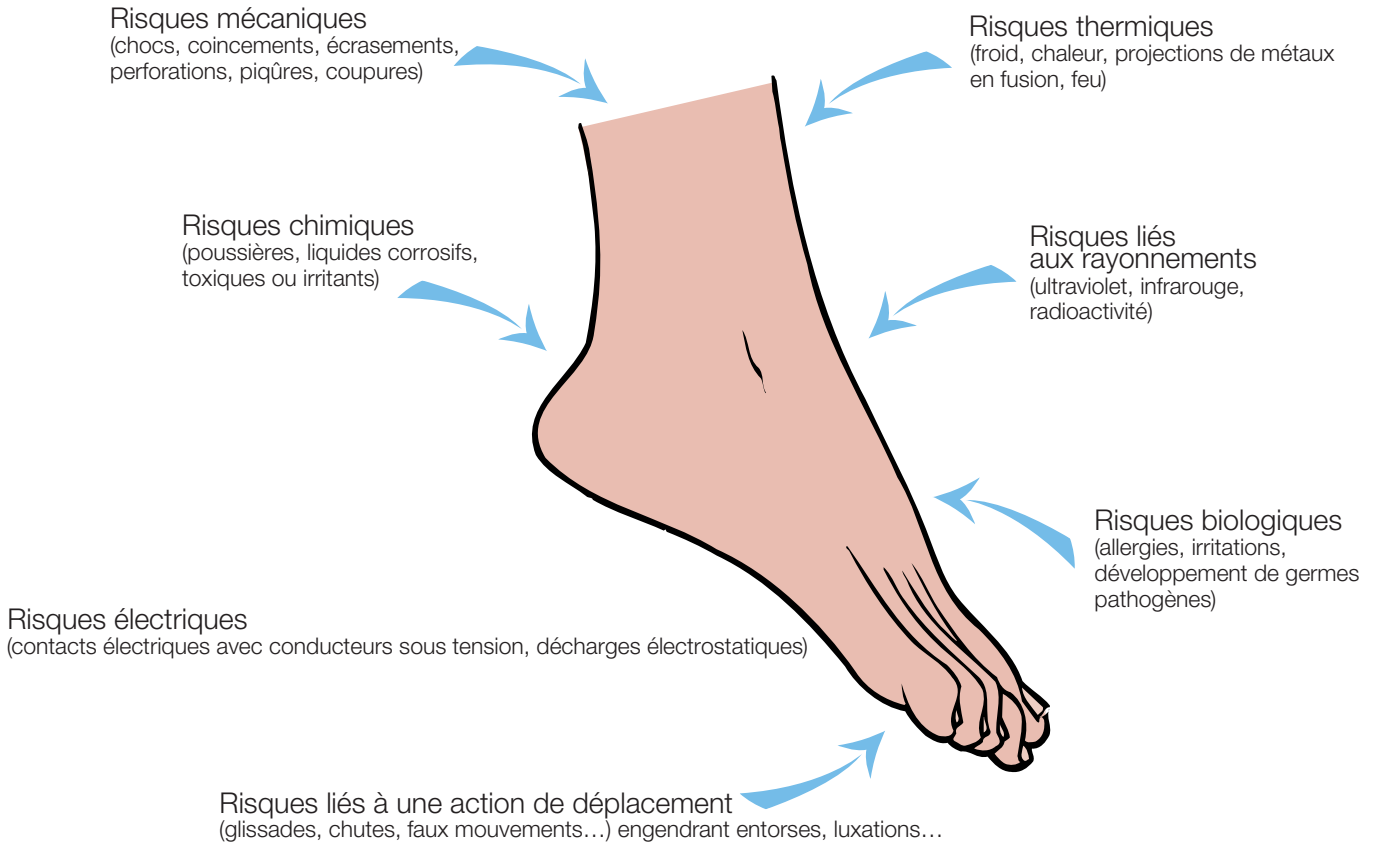 Risques mécaniques
(chocs, coincements, écrasements,
perforations, piqûres, coupures)
Risques thermiques
(froid, chaleur, projections de métaux
en fusion, feu)
Risques chimiques
(poussières, liquides corrosifs,
toxiques ou irritants)
Risques liés
aux rayonnements
(ultraviolet, infrarouge,
radioactivité)
Risques biologiques
(allergies, irritations,
développement de germes
pathogènes)
Risques électriques
(contacts électriques avec conducteurs sous tension, décharges électrostatiques)
Risques liés à une action de déplacement
(glissades, chutes, faux mouvements…) engendrant entorses, luxations…